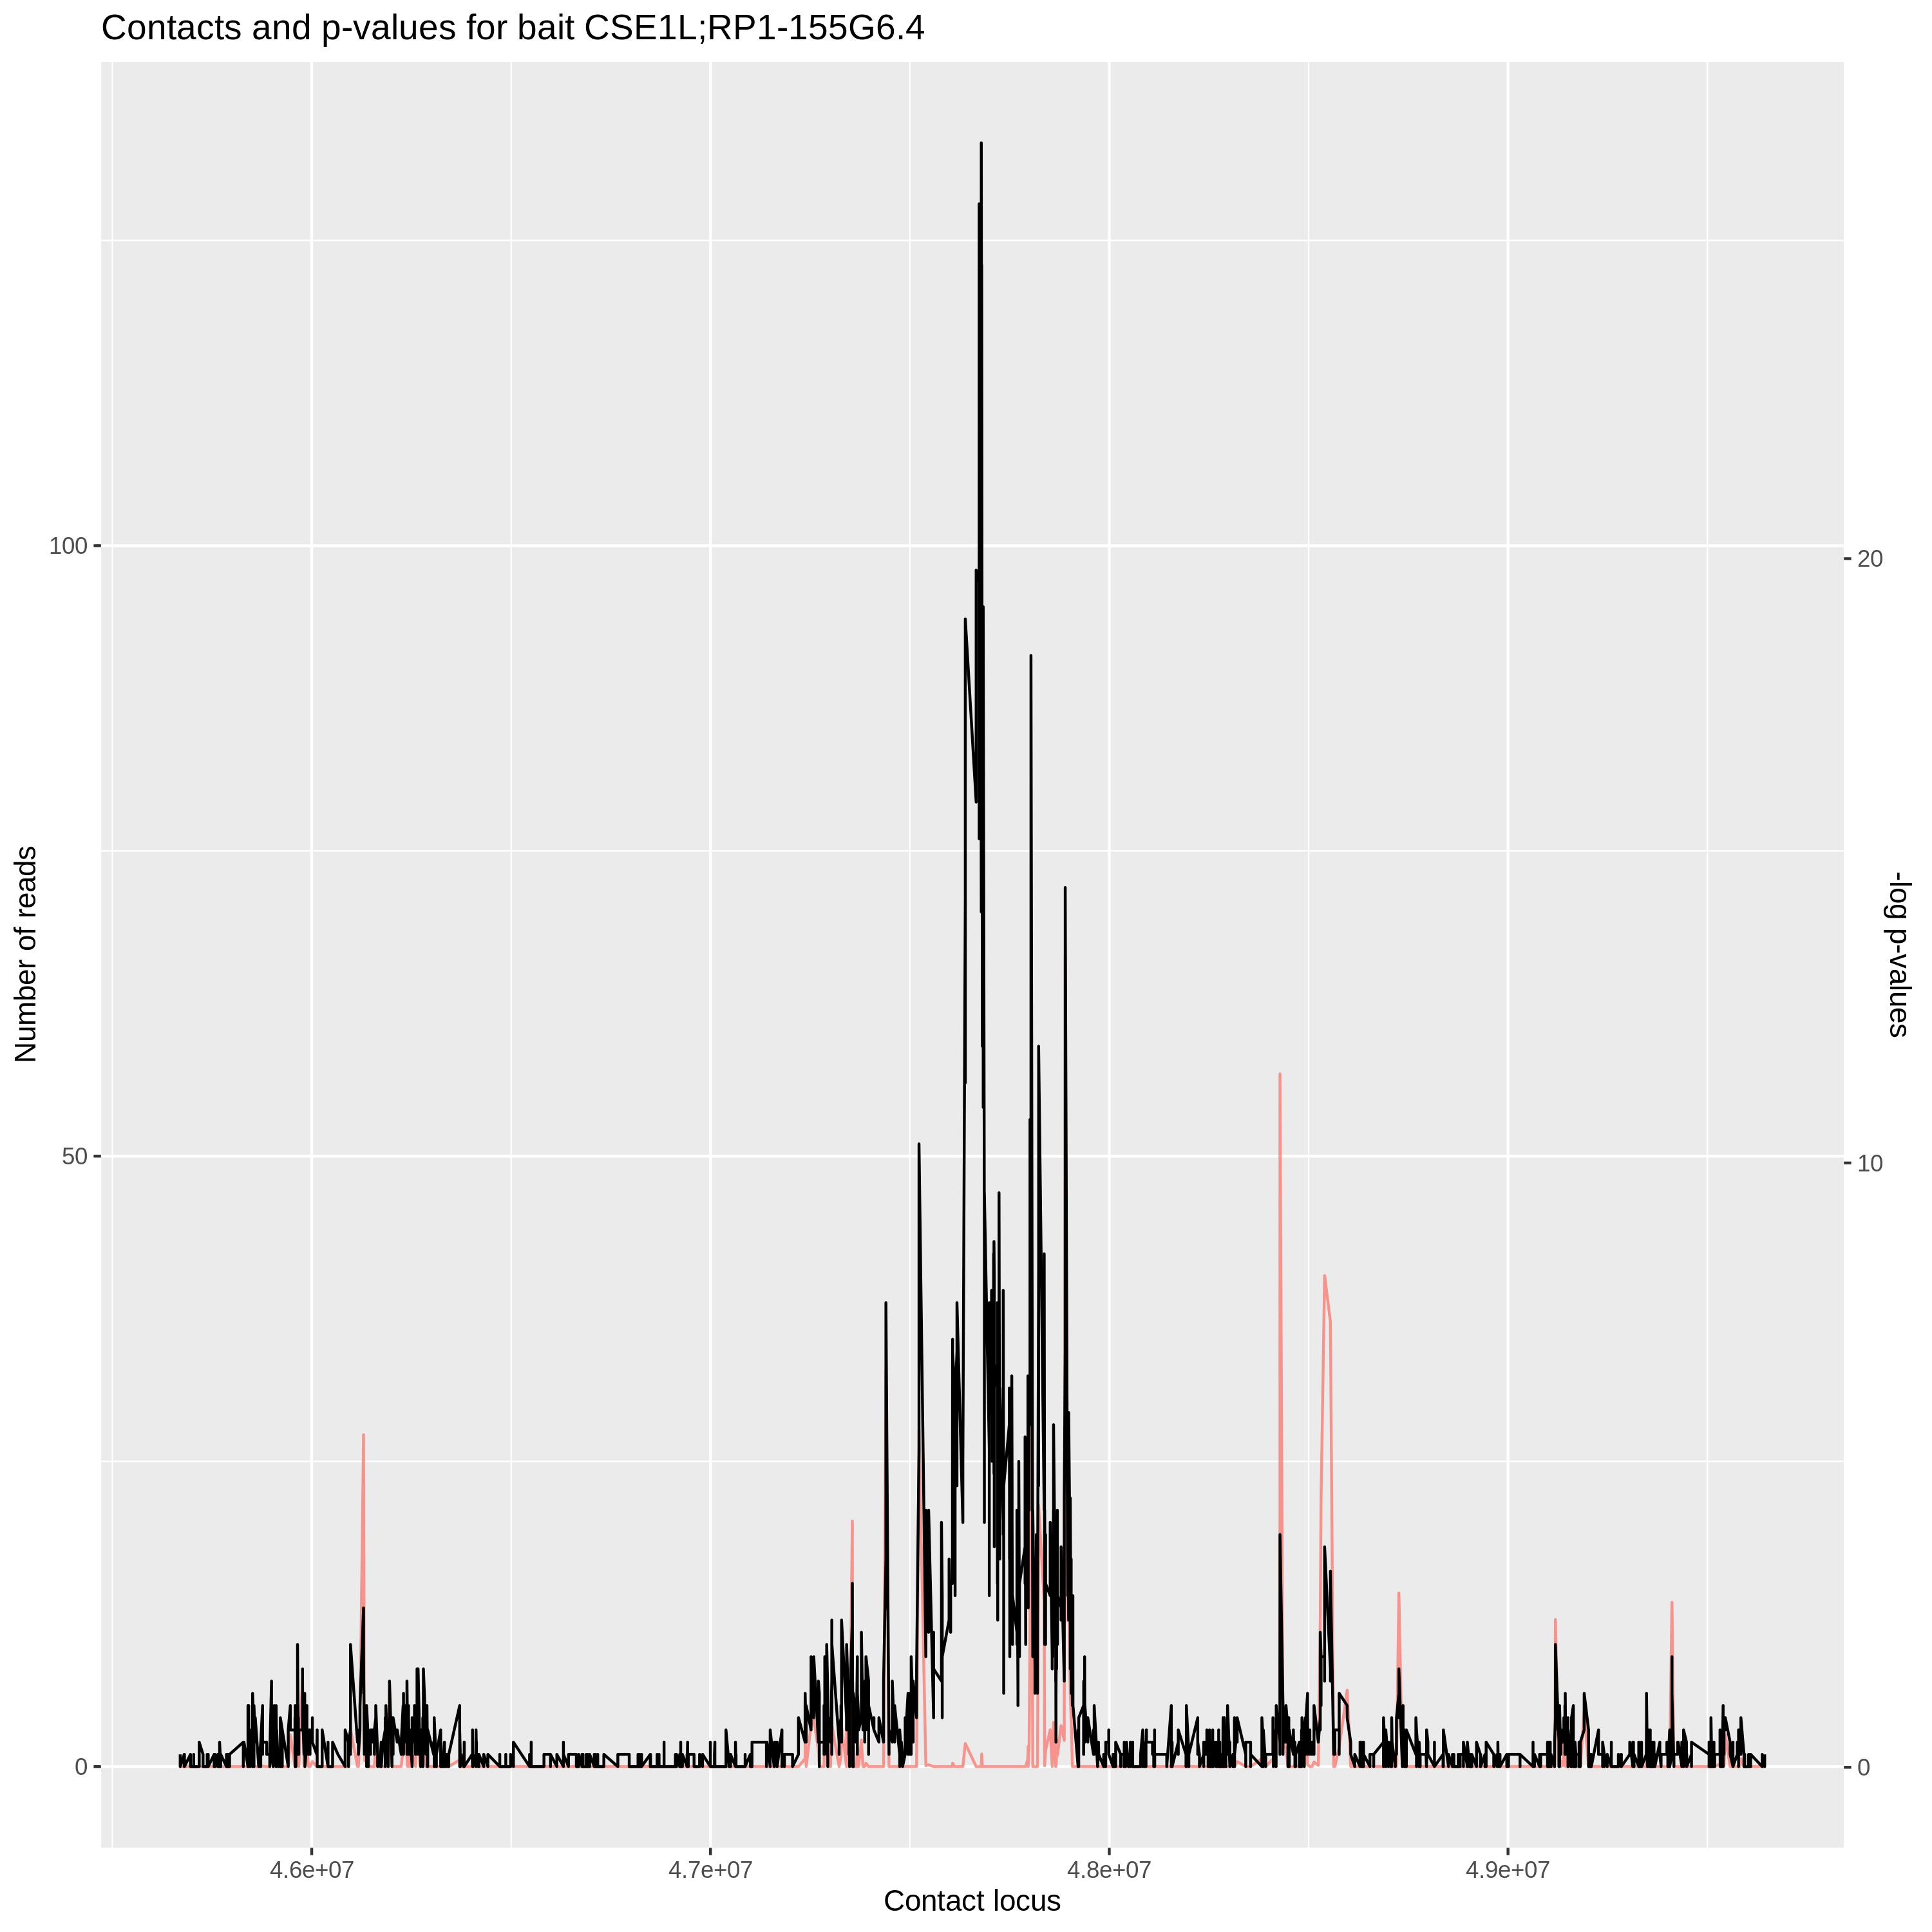 Contacts and p-values for bait CSE1L;RP1-155G6.4
Number of reads
100
50
0
20
10
0
-log p-values
4.6e+07
4.7e+07
4.8e+07
4.9e+07
Contact locus